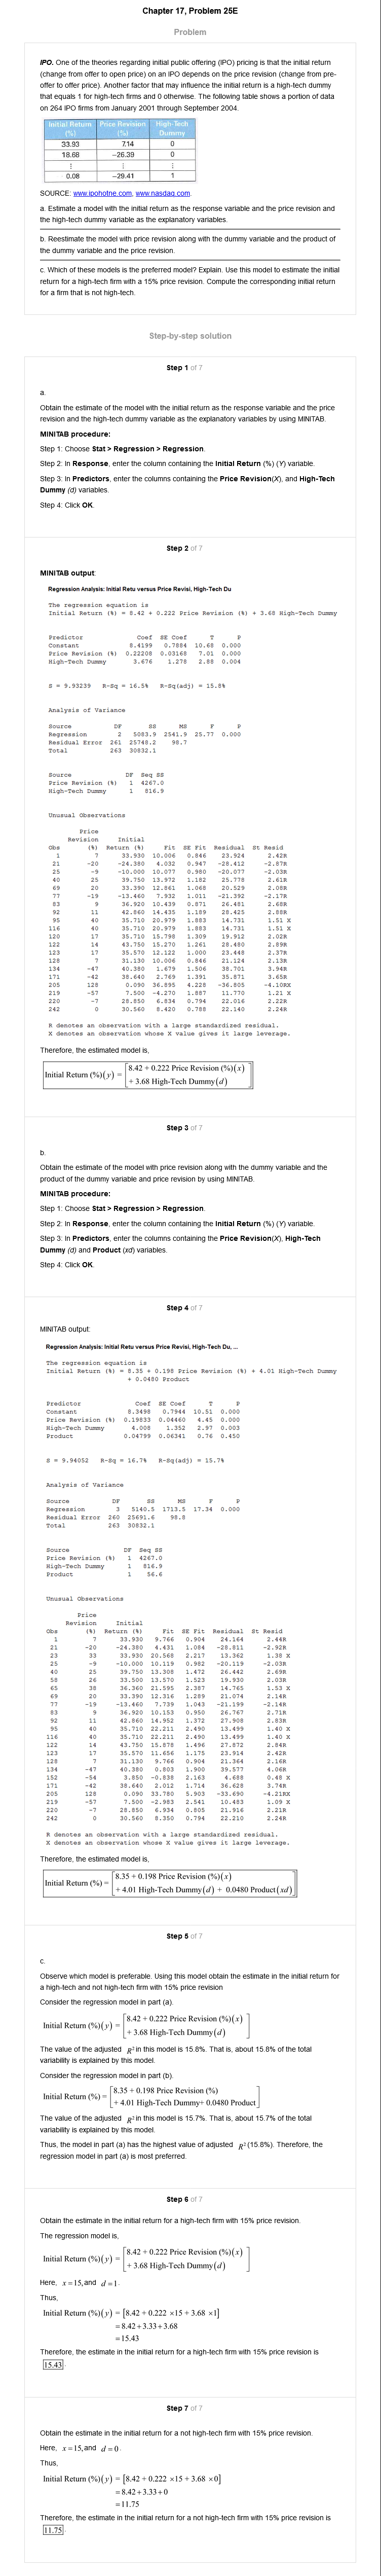 Chapter 17, Problem 25E
Problem
IPO. One of the theories regarding initial public offering (IPO) pricing is that the initial return
(change from offer to open price) on an IPO depends on the price revision (change from pre-
offer to offer price). Another factor that may influence the initial return is a high-tech dummy
that equals 1 for high-tech firms and 0 otherwise. The following table shows a portion of data
on 264 IPO firms from January 2001 through September 2004.
Initial Return (%) Price Revision (%) High-Tech Dummy
33.93 7.14 0
18.68 −26.39 0
⋮ ⋮ ⋮
0.08 −29.41 1
SOURCE: www.ipohotne.com, www.nasdaq.com.
a. Estimate a model with the initial return as the response variable and the price revision and
the high-tech dummy variable as the explanatory variables.
b. Reestimate the model with price revision along with the dummy variable and the product of
the dummy variable and the price revision.
c. Which of these models is the preferred model? Explain. Use this model to estimate the initial
return for a high-tech firm with a 15% price revision. Compute the corresponding initial return
for a firm that is not high-tech.
Step-by-step solution
Step 1 of 7
a.
Obtain the estimate of the model with the initial return as the response variable and the price
revision and the high-tech dummy variable as the explanatory variables by using MINITAB.
MINITAB procedure:
Step 1: Choose Stat > Regression > Regression.
Step 2: In Response, enter the column containing the Initial Return (%) (Y) variable.
Step 3: In Predictors, enter the columns containing the Price Revision(X), and High-Tech
Dummy (d) variables.
Step 4: Click OK.
Step 2 of 7
MINITAB output:
Regression Analysis: Initial Retu versus Price Revisi, High-Tech Du
The regression equation is
Initial Return (%) = 8.42 + 0.222 Price Revision (%) + 3.68 High-Tech Dummy
Predictor Coef SE Coef T P
Constant 8.4199 0.7884 10.68 0.000
Price Revision (%) 0.22208 0.03168 7.01 0.000
High-Tech Dummy 3.676 1.278 2.88 0.004
S = 9.93239 R-Sq = 16.5% R-Sq(adj) = 15.8%
Analysis of Variance
Source DF SS MS F P
Regression 2 5083.9 2541.9 25.77 0.000
Residual Error 261 25748.2 98.7
Total 263 30832.1
Source DF Seq SS
Price Revision (%) 1 4267.0
High-Tech Dummy 1 816.9
Unusual Observations
Price
Revision Initial
Obs (%) Return (%) Fit SE Fit Residual St Resid
1 7 33.930 10.006 0.846 23.924 2.42R
21 -20 -24.380 4.032 0.947 -28.412 -2.87R
25 -9 -10.000 10.077 0.980 -20.077 -2.03R
40 25 39.750 13.972 1.182 25.778 2.61R
69 20 33.390 12.861 1.068 20.529 2.08R
77 -19 -13.460 7.932 1.011 -21.392 -2.17R
83 9 36.920 10.439 0.871 26.481 2.68R
92 11 42.860 14.435 1.189 28.425 2.88R
95 40 35.710 20.979 1.883 14.731 1.51 X
116 40 35.710 20.979 1.883 14.731 1.51 X
120 17 35.710 15.798 1.309 19.912 2.02R
122 14 43.750 15.270 1.261 28.480 2.89R
123 17 35.570 12.122 1.000 23.448 2.37R
128 7 31.130 10.006 0.846 21.124 2.13R
134 -47 40.380 1.679 1.506 38.701 3.94R
171 -42 38.640 2.769 1.391 35.871 3.65R
205 128 0.090 36.895 4.228 -36.805 -4.10RX
219 -57 7.500 -4.270 1.887 11.770 1.21 X
220 -7 28.850 6.834 0.794 22.016 2.22R
242 0 30.560 8.420 0.788 22.140 2.24R
R denotes an observation with a large standardized residual.
X denotes an observation whose X value gives it large leverage.
Therefore, the estimated model is,
Initial Return (%)(y) = [8.42 + 0.222 Price Revision (%)(x)
+ 3.68 High-Tech Dummy(d)]
Step 3 of 7
b.
Obtain the estimate of the model with price revision along with the dummy variable and the
product of the dummy variable and price revision by using MINITAB.
MINITAB procedure:
Step 1: Choose Stat > Regression > Regression.
Step 2: In Response, enter the column containing the Initial Return (%) (Y) variable.
Step 3: In Predictors, enter the columns containing the Price Revision(X), High-Tech
Dummy (d) and Product (xd) variables.
Step 4: Click OK.
Step 4 of 7
MINITAB output:
Regression Analysis: Initial Retu versus Price Revisi, High-Tech Du, ...
The regression equation is
Initial Return (%) = 8.35 + 0.198 Price Revision (%) + 4.01 High-Tech Dummy
+ 0.0480 Product
Predictor Coef SE Coef T P
Constant 8.3498 0.7944 10.51 0.000
Price Revision (%) 0.19833 0.04460 4.45 0.000
High-Tech Dummy 4.008 1.352 2.97 0.003
Product 0.04799 0.06341 0.76 0.450
S = 9.94052 R-Sq = 16.7% R-Sq(adj) = 15.7%
Analysis of Variance
Source DF SS MS F P
Regression 3 5140.5 1713.5 17.34 0.000
Residual Error 260 25691.6 98.8
Total 263 30832.1
Source DF Seq SS
Price Revision (%) 1 4267.0
High-Tech Dummy 1 816.9
Product 1 56.6
Unusual Observations
Price
Revision Initial
Obs (%) Return (%) Fit SE Fit Residual St Resid
1 7 33.930 9.766 0.904 24.164 2.44R
21 -20 -24.380 4.431 1.084 -28.811 -2.92R
23 33 33.930 20.568 2.217 13.362 1.38 X
25 -9 -10.000 10.119 0.982 -20.119 -2.03R
40 25 39.750 13.308 1.472 26.442 2.69R
58 26 33.500 13.570 1.523 19.930 2.03R
65 38 36.360 21.595 2.387 14.765 1.53 X
69 20 33.390 12.316 1.289 21.074 2.14R
77 -19 -13.460 7.739 1.043 -21.199 -2.14R
83 9 36.920 10.153 0.950 26.767 2.71R
92 11 42.860 14.952 1.372 27.908 2.83R
95 40 35.710 22.211 2.490 13.499 1.40 X
116 40 35.710 22.211 2.490 13.499 1.40 X
122 14 43.750 15.878 1.496 27.872 2.84R
123 17 35.570 11.656 1.175 23.914 2.42R
128 7 31.130 9.766 0.904 21.364 2.16R
134 -47 40.380 0.803 1.900 39.577 4.06R
152 -54 3.850 -0.838 2.163 4.688 0.48 X
171 -42 38.640 2.012 1.714 36.628 3.74R
205 128 0.090 33.780 5.903 -33.690 -4.21RX
219 -57 7.500 -2.983 2.541 10.483 1.09 X
220 -7 28.850 6.934 0.805 21.916 2.21R
242 0 30.560 8.350 0.794 22.210 2.24R
R denotes an observation with a large standardized residual.
X denotes an observation whose X value gives it large leverage.
Therefore, the estimated model is,
Initial Return (%) = [8.35 + 0.198 Price Revision (%)(x)
+ 4.01 High-Tech Dummy(d) + 0.0480 Product(xd)]
Step 5 of 7
c.
Observe which model is preferable. Using this model obtain the estimate in the initial return for
a high-tech and not high-tech firm with 15% price revision
Consider the regression model in part (a).
Initial Return (%)(y) = [8.42 + 0.222 Price Revision (%)(x)
+ 3.68 High-Tech Dummy(d)]
The value of the adjusted R² in this model is 15.8%. That is, about 15.8% of the total
variability is explained by this model.
Consider the regression model in part (b).
Initial Return (%) = [8.35 + 0.198 Price Revision (%)
+ 4.01 High-Tech Dummy+ 0.0480 Product]
The value of the adjusted R² in this model is 15.7%. That is, about 15.7% of the total
variability is explained by this model.
Thus, the model in part (a) has the highest value of adjusted R² (15.8%). Therefore, the
regression model in part (a) is most preferred.
Step 6 of 7
Obtain the estimate in the initial return for a high-tech firm with 15% price revision.
The regression model is,
Initial Return (%)(y) = [8.42 + 0.222 Price Revision (%)(x)
+ 3.68 High-Tech Dummy(d)]
Here, x = 15, and d = 1.
Thus,
Initial Return (%)(y) = [8.42 + 0.222 ×15 + 3.68 ×1]
= 8.42 + 3.33 + 3.68
= 15.43
Therefore, the estimate in the initial return for a high-tech firm with 15% price revision is
15.43.
Step 7 of 7
Obtain the estimate in the initial return for a not high-tech firm with 15% price revision.
Here, x = 15, and d = 0.
Thus,
Initial Return (%)(y) = [8.42 + 0.222 ×15 + 3.68 ×0]
= 8.42 + 3.33 + 0
= 11.75
Therefore, the estimate in the initial return for a not high-tech firm with 15% price revision is
11.75.